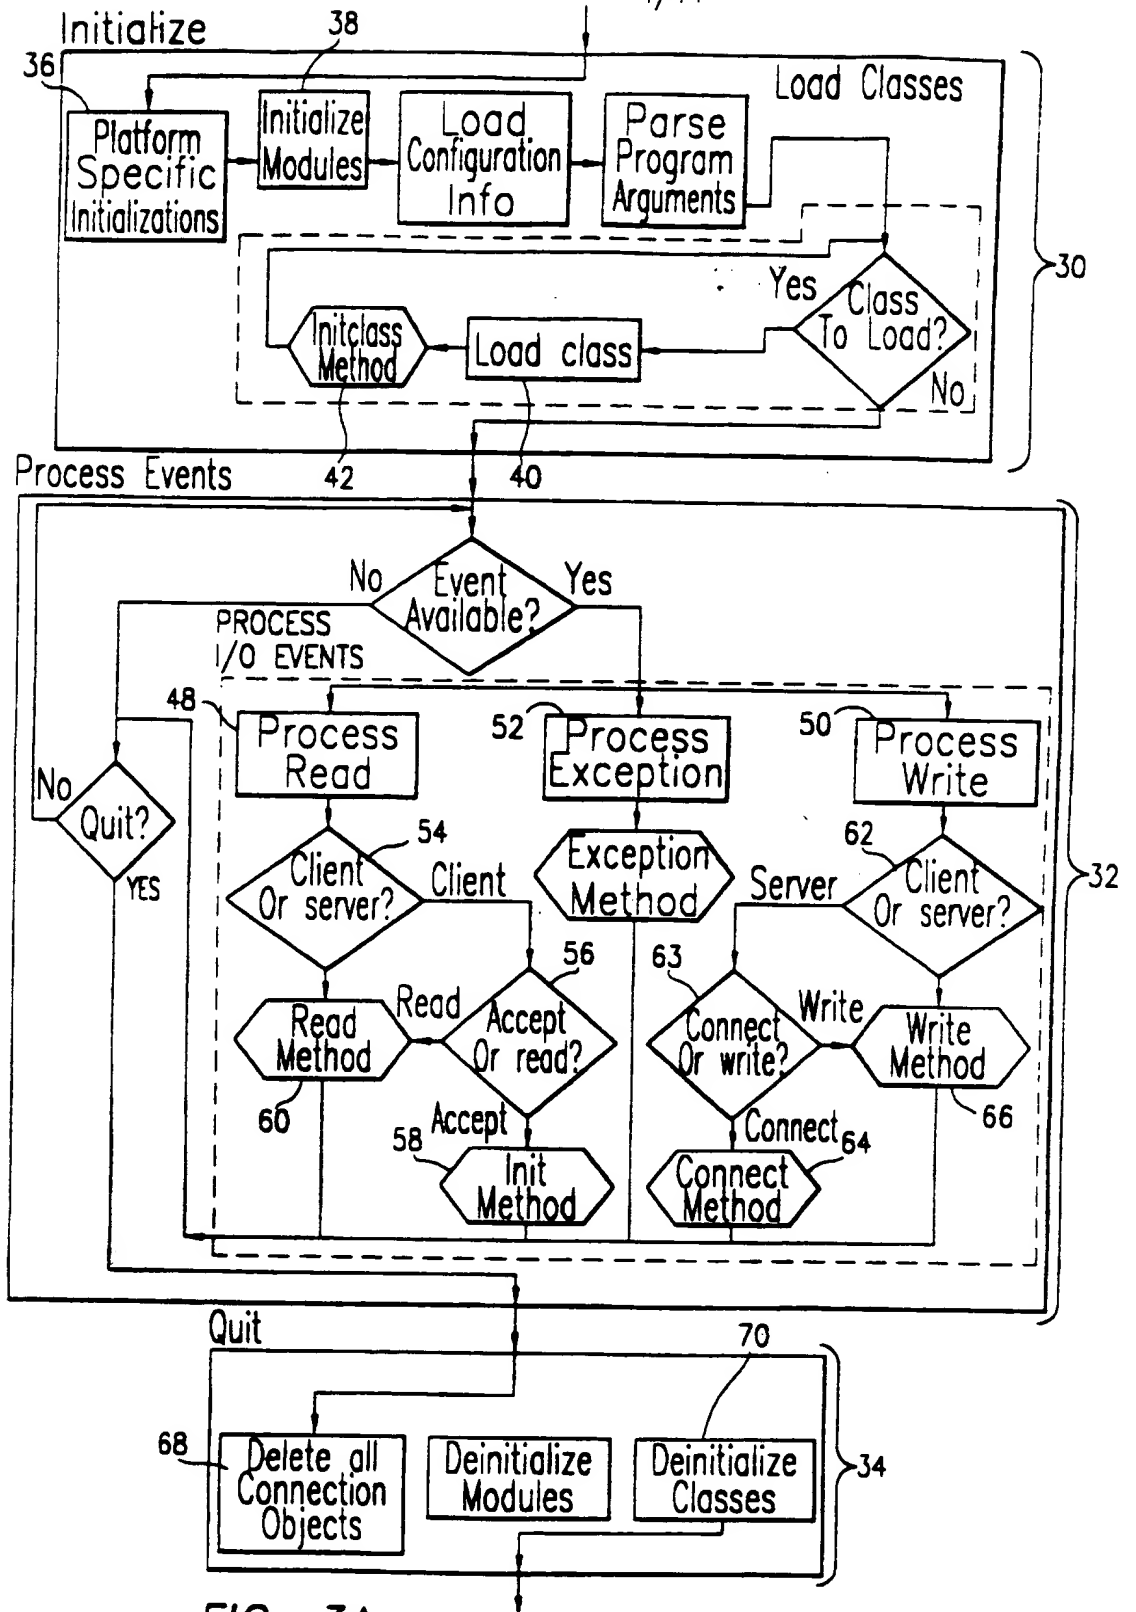 Initialize
38
36
Load Classes
Platform
Specific
Initializations
Initialize
Modules
Load
Configuration
Info
Parse
Program
Arguments
30
Yes
Class
To Load?
No
Initclass
Method
Load class
42
40
Process Events
No
Event
Available?
Yes
PROCESS
I/O EVENTS
48
Process
Read
52
Process
Exception
50
Process
Write
No
Quit?
YES
54
Client
Or server?
Client
Exception
Method
Server
62
Client
Or server?
32
56
63
Read
Method
Read
Accept
Or read?
Connect
Or write?
Write
Write
Method
60
Accept
58
Init
Method
Connect
64
Connect
Method
66
Quit
70
68
Delete all
Connection
Objects
Deinitialize
Modules
Deinitialize
Classes
34